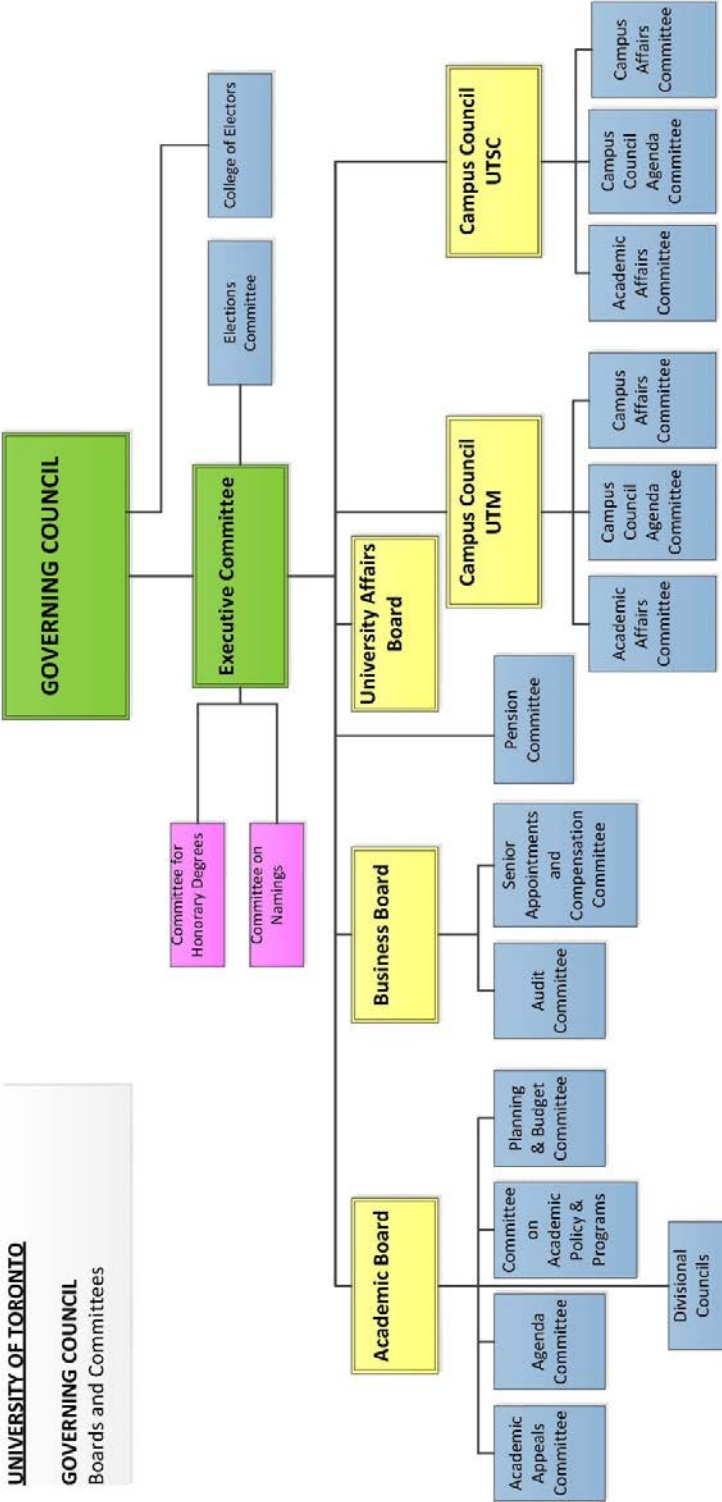 UNIVERSITY OF TORONTO
GOVERNING COUNCIL
Boards and Committees
GOVERNING COUNCIL
College of Electors
Executive Committee
Elections
Committee
Committee for
Honorary Degrees
Committee on
Namings
Academic Board
Business Board
University Affairs
Board
Campus Council
UTM
Campus Council
UTSC
Academic
Appeals
Committee
Agenda
Committee
Committee
on
Academic
Policy &
Programs
Planning
& Budget
Committee
Divisional
Councils
Audit
Committee
Senior
Appointments
and
Compensation
Committee
Pension
Committee
Academic
Affairs
Committee
Campus
Council
Agenda
Committee
Campus
Affairs
Committee
Academic
Affairs
Committee
Campus
Council
Agenda
Committee
Campus
Affairs
Committee